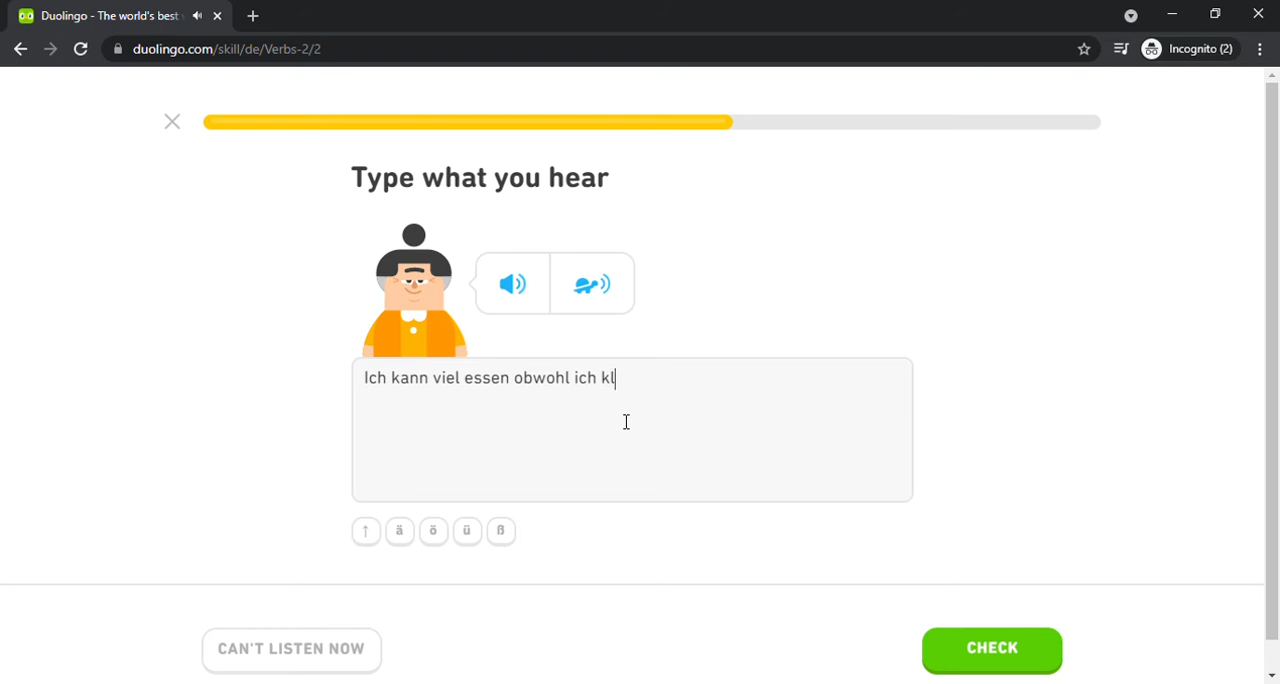 Duolingo - The world's best
duolingo.com/skill/de/Verbs-2/2
Incognito (2)
Type what you hear
Ich kann viel essen obwohl ich kl
↑ ä ö ü ß
CAN'T LISTEN NOW
CHECK